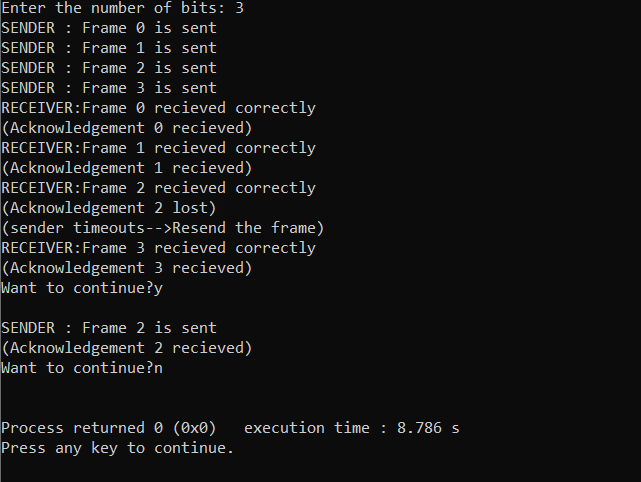 Enter the number of bits: 3
SENDER : Frame 0 is sent
SENDER : Frame 1 is sent
SENDER : Frame 2 is sent
SENDER : Frame 3 is sent
RECEIVER:Frame 0 recieved correctly
(Acknowledgement 0 recieved)
RECEIVER:Frame 1 recieved correctly
(Acknowledgement 1 recieved)
RECEIVER:Frame 2 recieved correctly
(Acknowledgement 2 lost)
(sender timeouts-->Resend the frame)
RECEIVER:Frame 3 recieved correctly
(Acknowledgement 3 recieved)
Want to continue?y
SENDER : Frame 2 is sent
(Acknowledgement 2 recieved)
Want to continue?n
Process returned 0 (0x0)   execution time : 8.786 s
Press any key to continue.